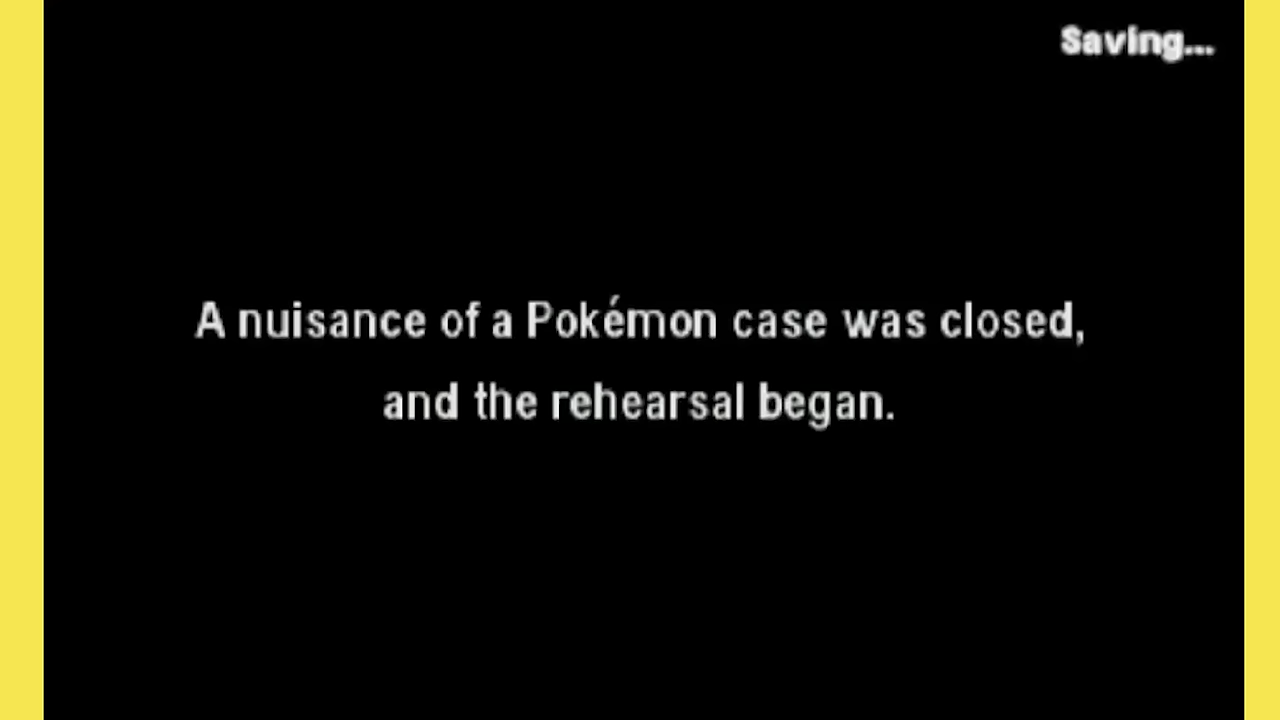 Saving...
A nuisance of a Pokémon case was closed,
and the rehearsal began.